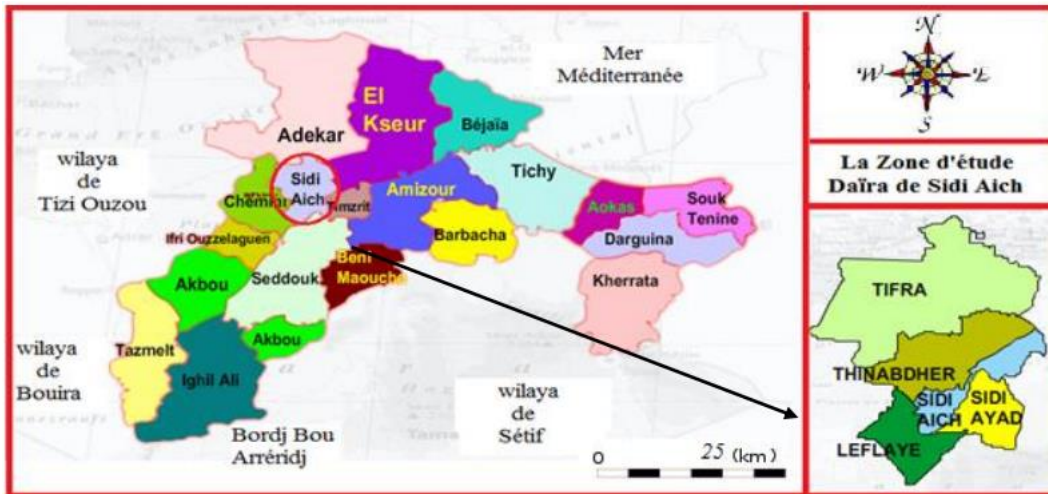 Mer
Méditerranée
wilaya
de
Tizi Ouzou
wilaya
de
Bouira
Bordj Bou
Arréridj
wilaya
de
Sétif
Adekar
El
Kseur
Béjaïa
Sidi
Aich
Amizour
Tichy
Aokas
Souk
Tenine
Darguina
Barbacha
Kherrata
Ifri Ouzzelaguen
Seddouk
Beni
Maouche
Akbou
Akbou
Tazmelt
Ighil Ali
0 25 (km)
N
W E
S
La Zone d'étude
Daïra de Sidi Aich
TIFRA
THINABDHER
SIDI
AICH
SIDI
AYAD
LEFLAYE